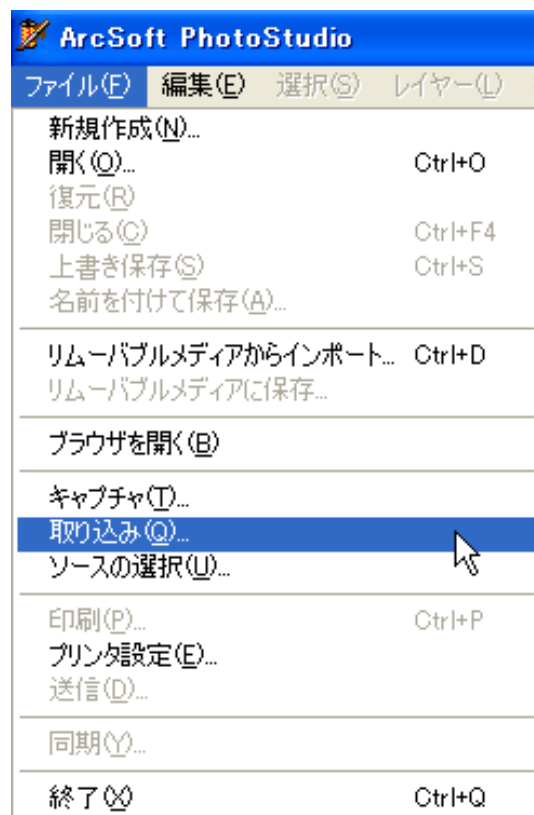 ArcSoft PhotoStudio
ファイル(F) 編集(E) 選択(S) レイヤー(L)
新規作成(N)...
開く(O)... Ctrl+O
復元(R)
閉じる(C) Ctrl+F4
上書き保存(S) Ctrl+S
名前を付けて保存(A)...
リムーバブルメディアからインポート... Ctrl+D
リムーバブルメディアに保存...
ブラウザを開く(B)
キャプチャ(T)...
取り込み(Q)...
ソースの選択(U)...
印刷(P)... Ctrl+P
プリンタ設定(E)...
送信(D)...
同期(Y)...
終了(X) Ctrl+Q